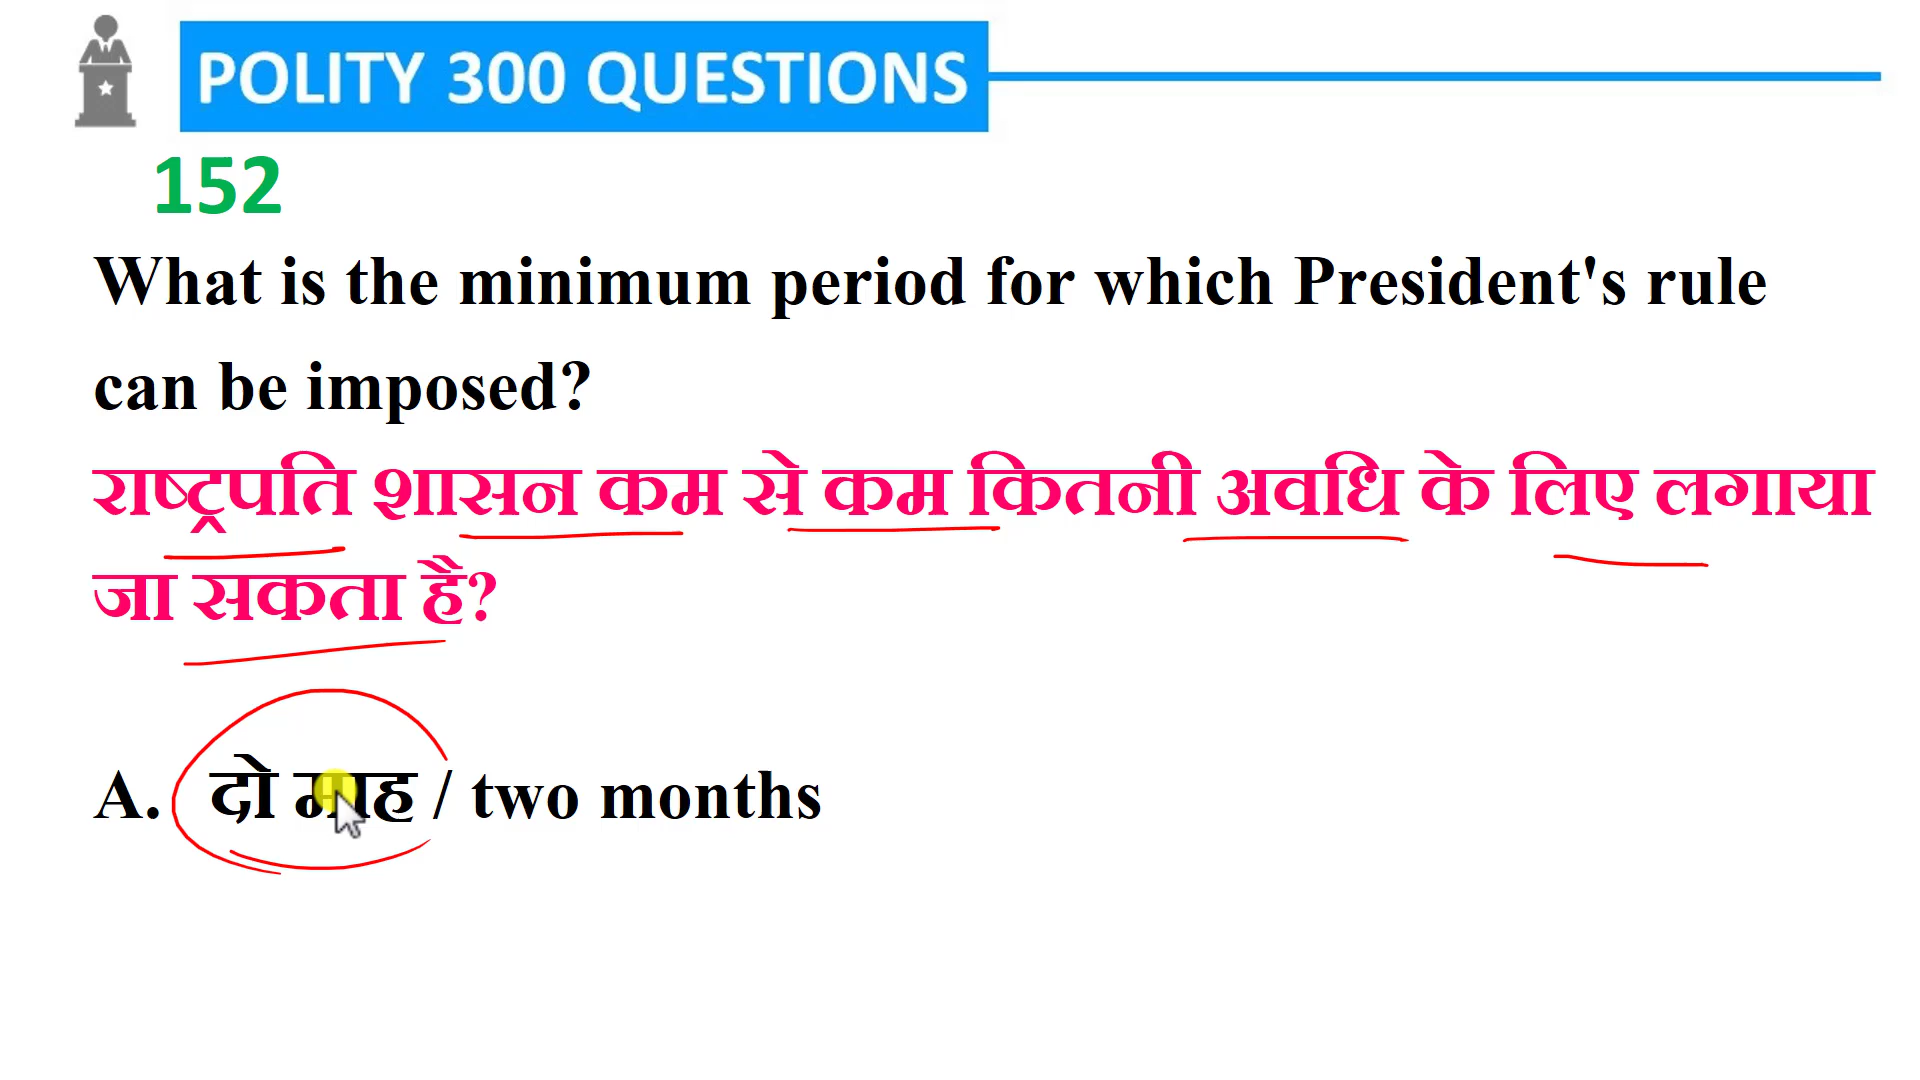 POLITY 300 QUESTIONS
152
What is the minimum period for which President's rule
can be imposed?
राष्ट्रपति शासन कम से कम कितनी अवधि के लिए लगाया
जा सकता है?
A. दो माह / two months